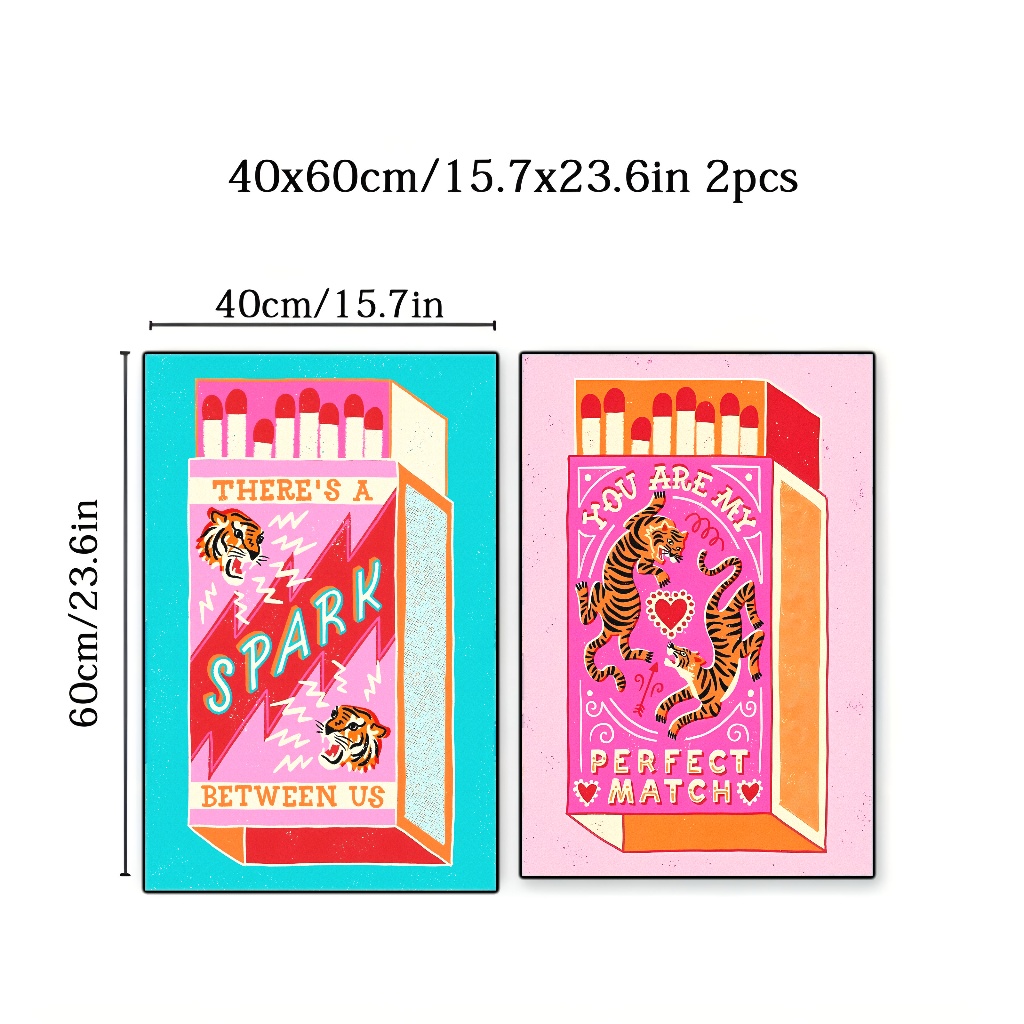 40x60cm/15.7x23.6in 2pcs
40cm/15.7in
60cm/23.6in
THERE'S A
SPARK
BETWEEN US
YOU ARE MY
PERFECT
MATCH